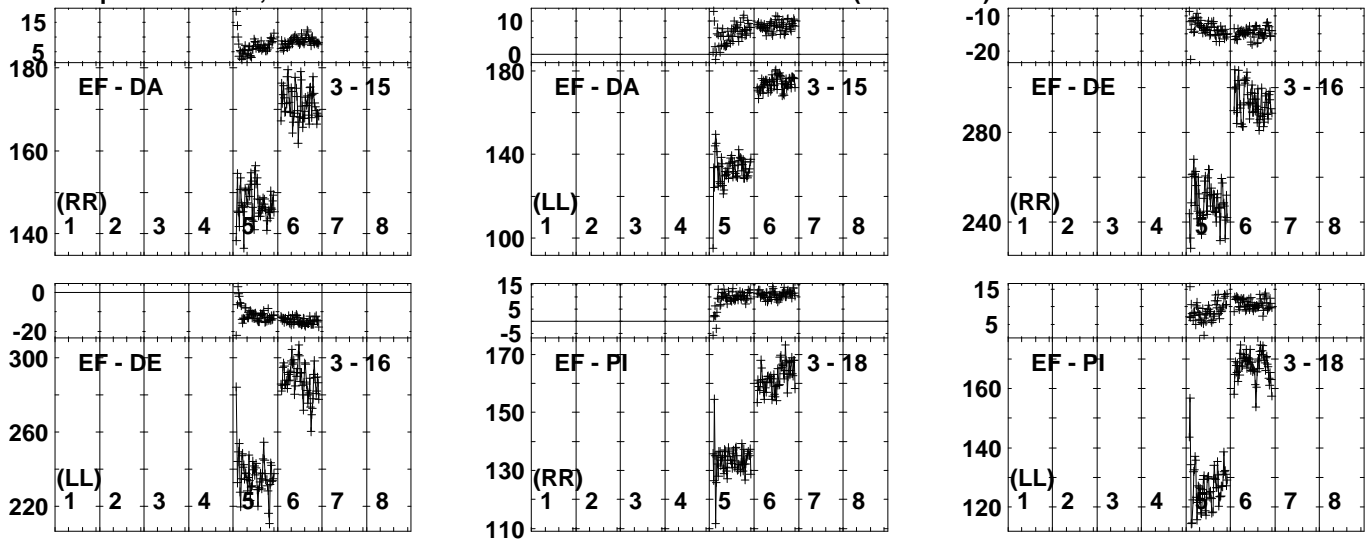 15
5
180
160
140
EF - DA
3 - 15
(RR)
1 2 3 4 5 6 7 8
10
0
180
140
100
EF - DA
3 - 15
(LL)
1 2 3 4 5 6 7 8
-10
-20
280
240
EF - DE
3 - 16
(RR)
1 2 3 4 5 6 7 8
0
-20
300
260
220
EF - DE
3 - 16
(LL)
1 2 3 4 5 6 7 8
15
5
-5
170
150
130
110
EF - PI
3 - 18
(RR)
1 2 3 4 5 6 7 8
15
5
160
140
120
EF - PI
3 - 18
(LL)
1 2 3 4 5 6 7 8